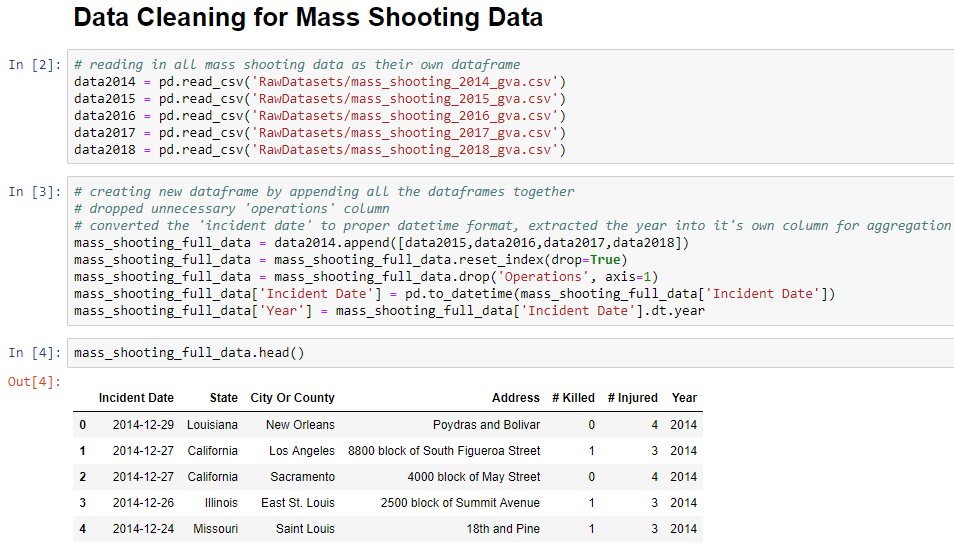 Data Cleaning for Mass Shooting Data
In [2]:
# reading in all mass shooting data as their own dataframe
data2014 = pd.read_csv('RawDatasets/mass_shooting_2014_gva.csv')
data2015 = pd.read_csv('RawDatasets/mass_shooting_2015_gva.csv')
data2016 = pd.read_csv('RawDatasets/mass_shooting_2016_gva.csv')
data2017 = pd.read_csv('RawDatasets/mass_shooting_2017_gva.csv')
data2018 = pd.read_csv('RawDatasets/mass_shooting_2018_gva.csv')
In [3]:
# creating new dataframe by appending all the dataframes together
# dropped unnecessary 'operations' column
# converted the 'incident date' to proper datetime format, extracted the year into it's own column for aggregation
mass_shooting_full_data = data2014.append([data2015,data2016,data2017,data2018])
mass_shooting_full_data = mass_shooting_full_data.reset_index(drop=True)
mass_shooting_full_data = mass_shooting_full_data.drop('Operations', axis=1)
mass_shooting_full_data['Incident Date'] = pd.to_datetime(mass_shooting_full_data['Incident Date'])
mass_shooting_full_data['Year'] = mass_shooting_full_data['Incident Date'].dt.year
In [4]:
mass_shooting_full_data.head()
Out[4]:
Incident Date State City Or County Address # Killed # Injured Year
0 2014-12-29 Louisiana New Orleans Poydras and Bolivar 0 4 2014
1 2014-12-27 California Los Angeles 8800 block of South Figueroa Street 1 3 2014
2 2014-12-27 California Sacramento 4000 block of May Street 0 4 2014
3 2014-12-26 Illinois East St. Louis 2500 block of Summit Avenue 1 3 2014
4 2014-12-24 Missouri Saint Louis 18th and Pine 1 3 2014